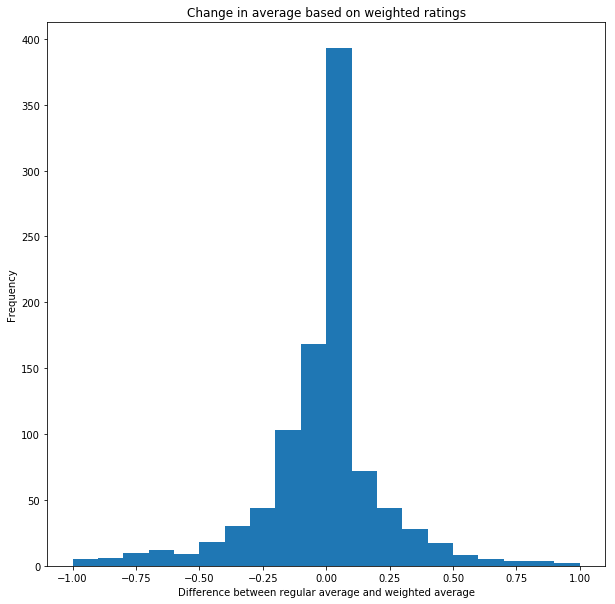 Change in average based on weighted ratings
400
350
300
250
200
150
100
50
0
Frequency
−1.00 −0.75 −0.50 −0.25 0.00 0.25 0.50 0.75 1.00
Difference between regular average and weighted average